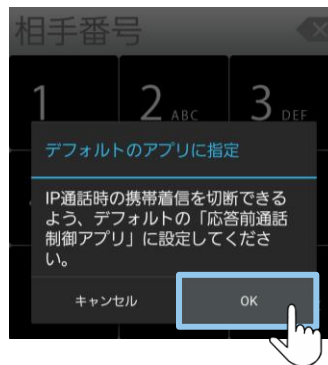 相手番号
1
2 ABC
3 DEF
デフォルトのアプリに指定
IP通話時の携帯着信を切断できる
よう、デフォルトの「応答前通話
制御アプリ」に設定してくださ
い。
キャンセル
OK